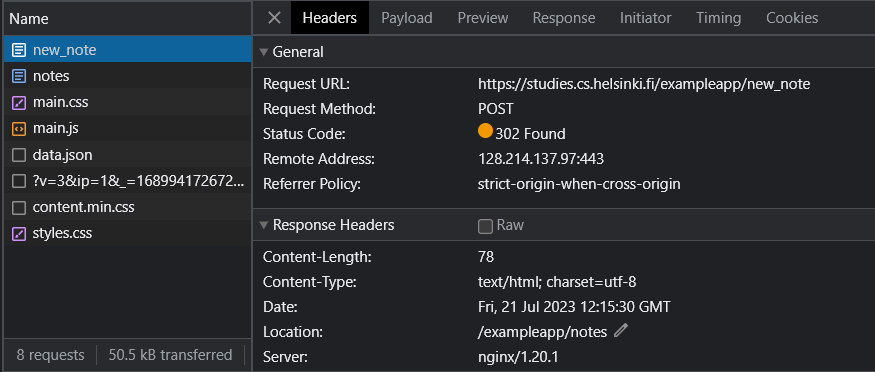 Name
new_note
notes
main.css
main.js
data.json
?v=3&ip=1&_=168994172672...
content.min.css
styles.css
8 requests 50.5 kB transferred
Headers Payload Preview Response Initiator Timing Cookies
General
Request URL: https://studies.cs.helsinki.fi/exampleapp/new_note
Request Method: POST
Status Code: 302 Found
Remote Address: 128.214.137.97:443
Referrer Policy: strict-origin-when-cross-origin
Response Headers Raw
Content-Length: 78
Content-Type: text/html; charset=utf-8
Date: Fri, 21 Jul 2023 12:15:30 GMT
Location: /exampleapp/notes
Server: nginx/1.20.1